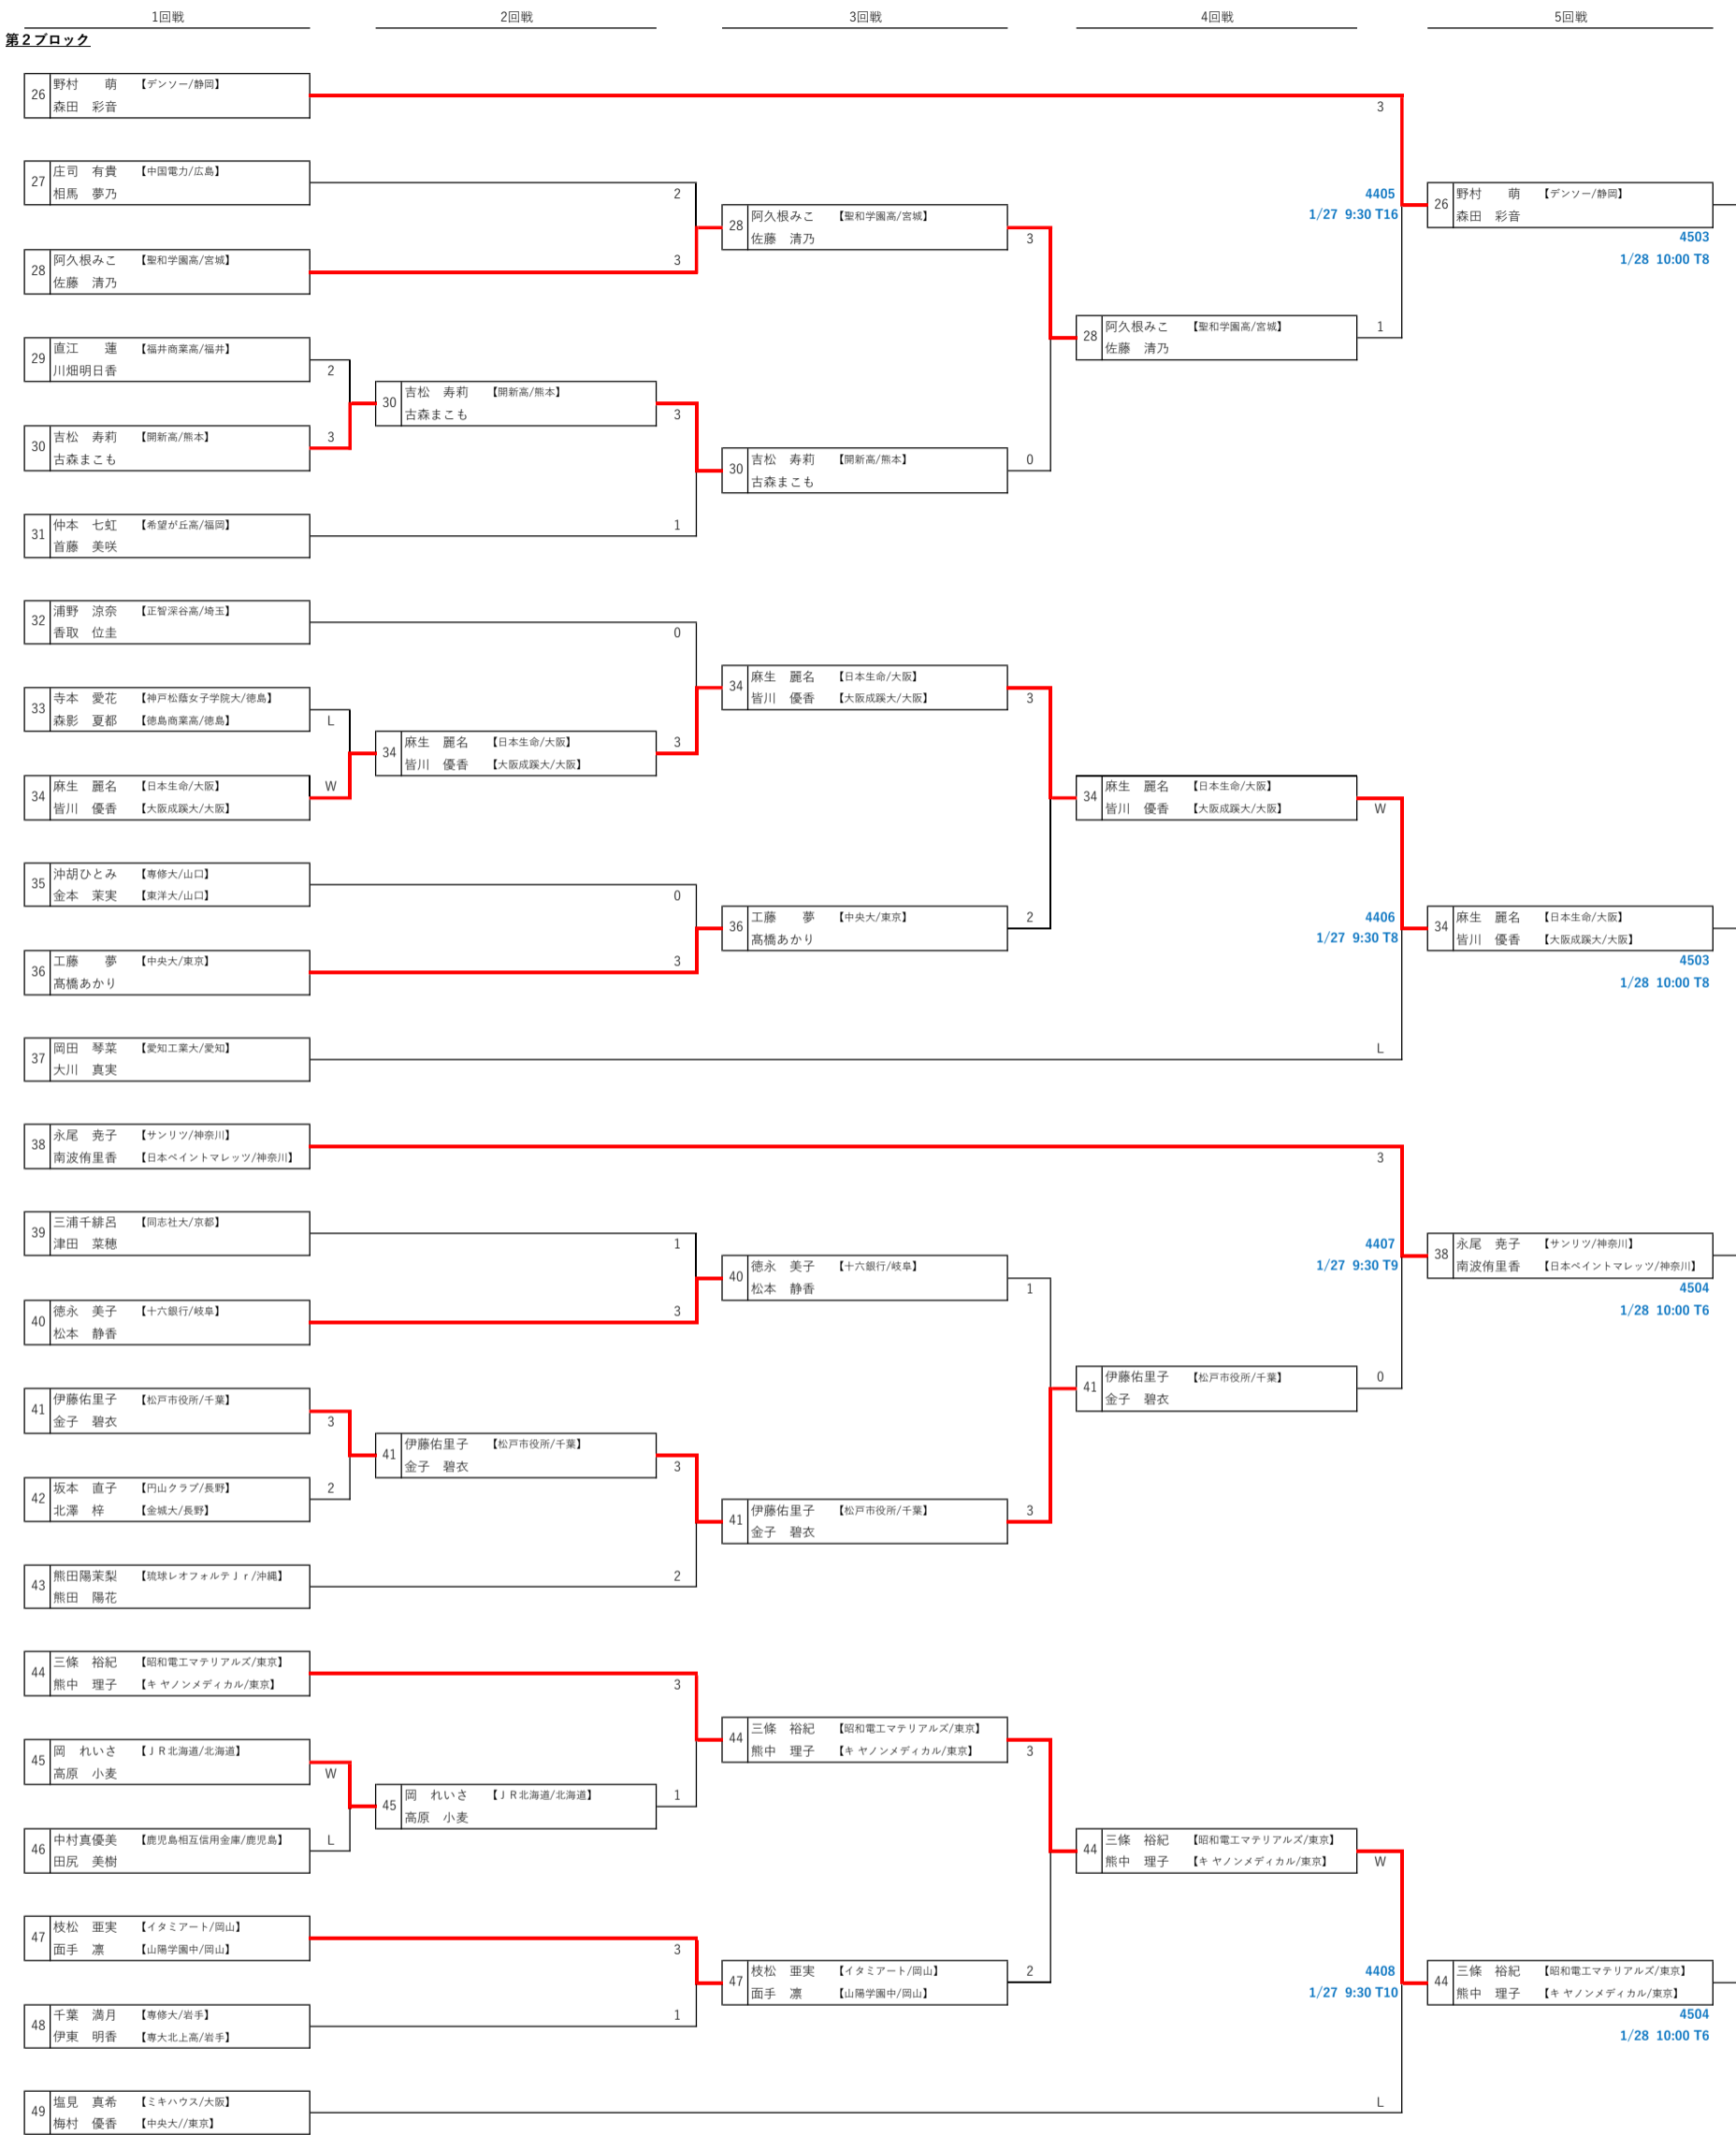 1回戦 2回戦 3回戦 4回戦 5回戦
第２ブロック
26 野村　　萌 【デンソー/静岡】
森田　彩音
3
27 庄司　有貴 【中国電力/広島】
相馬　夢乃
2
28 阿久根みこ 【聖和学園高/宮城】
佐藤　清乃
3
29 直江　　蓮 【福井商業高/福井】
川畑明日香
2
30 吉松　寿莉 【開新高/熊本】
古森まこも
3
31 仲本　七虹 【希望が丘高/福岡】
首藤　美咲
1
30 吉松　寿莉 【開新高/熊本】
古森まこも
3
28 阿久根みこ 【聖和学園高/宮城】
佐藤　清乃
3
30 吉松　寿莉 【開新高/熊本】
古森まこも
0
28 阿久根みこ 【聖和学園高/宮城】
佐藤　清乃
1
4405
1/27 9:30 T16
26 野村　　萌 【デンソー/静岡】
森田　彩音
4503
1/28 10:00 T8
32 浦野　涼奈 【正智深谷高/埼玉】
香取　位圭
0
33 寺本　愛花 【神戸松蔭女子学院大/徳島】
森影　夏都 【徳島商業高/徳島】
L
34 麻生　麗名 【日本生命/大阪】
皆川　優香 【大阪成蹊大/大阪】
W
35 沖胡ひとみ 【専修大/山口】
金本　茉実 【東洋大/山口】
0
36 工藤　　夢 【中央大/東京】
髙橋あかり
3
37 岡田　琴菜 【愛知工業大/愛知】
大川　真実
L
34 麻生　麗名 【日本生命/大阪】
皆川　優香 【大阪成蹊大/大阪】
3
34 麻生　麗名 【日本生命/大阪】
皆川　優香 【大阪成蹊大/大阪】
3
36 工藤　　夢 【中央大/東京】
髙橋あかり
2
34 麻生　麗名 【日本生命/大阪】
皆川　優香 【大阪成蹊大/大阪】
W
4406
1/27 9:30 T8
34 麻生　麗名 【日本生命/大阪】
皆川　優香 【大阪成蹊大/大阪】
4503
1/28 10:00 T8
38 永尾　尭子 【サンリツ/神奈川】
南波侑里香 【日本ペイントマレッツ/神奈川】
3
39 三浦千緋呂 【同志社大/京都】
津田　菜穂
1
40 徳永　美子 【十六銀行/岐阜】
松本　静香
3
41 伊藤佑里子 【松戸市役所/千葉】
金子　碧衣
3
42 坂本　直子 【円山クラブ/長野】
北澤　梓 【金城大/長野】
2
43 熊田陽茉梨 【琉球レオフォルテＪｒ/沖縄】
熊田　陽花
2
41 伊藤佑里子 【松戸市役所/千葉】
金子　碧衣
3
40 徳永　美子 【十六銀行/岐阜】
松本　静香
1
41 伊藤佑里子 【松戸市役所/千葉】
金子　碧衣
3
41 伊藤佑里子 【松戸市役所/千葉】
金子　碧衣
0
4407
1/27 9:30 T9
38 永尾　尭子 【サンリツ/神奈川】
南波侑里香 【日本ペイントマレッツ/神奈川】
4504
1/28 10:00 T6
44 三條　裕紀 【昭和電工マテリアルズ/東京】
熊中　理子 【キヤノンメディカル/東京】
3
45 岡　れいさ 【ＪＲ北海道/北海道】
高原　小麦
W
46 中村真優美 【鹿児島相互信用金庫/鹿児島】
田尻　美樹
L
47 枝松　亜実 【イタミアート/岡山】
面手　凛 【山陽学園中/岡山】
3
48 千葉　満月 【専修大/岩手】
伊東　明香 【専大北上高/岩手】
1
49 塩見　真希 【ミキハウス/大阪】
梅村　優香 【中央大//東京】
L
45 岡　れいさ 【ＪＲ北海道/北海道】
高原　小麦
1
44 三條　裕紀 【昭和電工マテリアルズ/東京】
熊中　理子 【キヤノンメディカル/東京】
3
47 枝松　亜実 【イタミアート/岡山】
面手　凛 【山陽学園中/岡山】
2
44 三條　裕紀 【昭和電工マテリアルズ/東京】
熊中　理子 【キヤノンメディカル/東京】
W
4408
1/27 9:30 T10
44 三條　裕紀 【昭和電工マテリアルズ/東京】
熊中　理子 【キヤノンメディカル/東京】
4504
1/28 10:00 T6